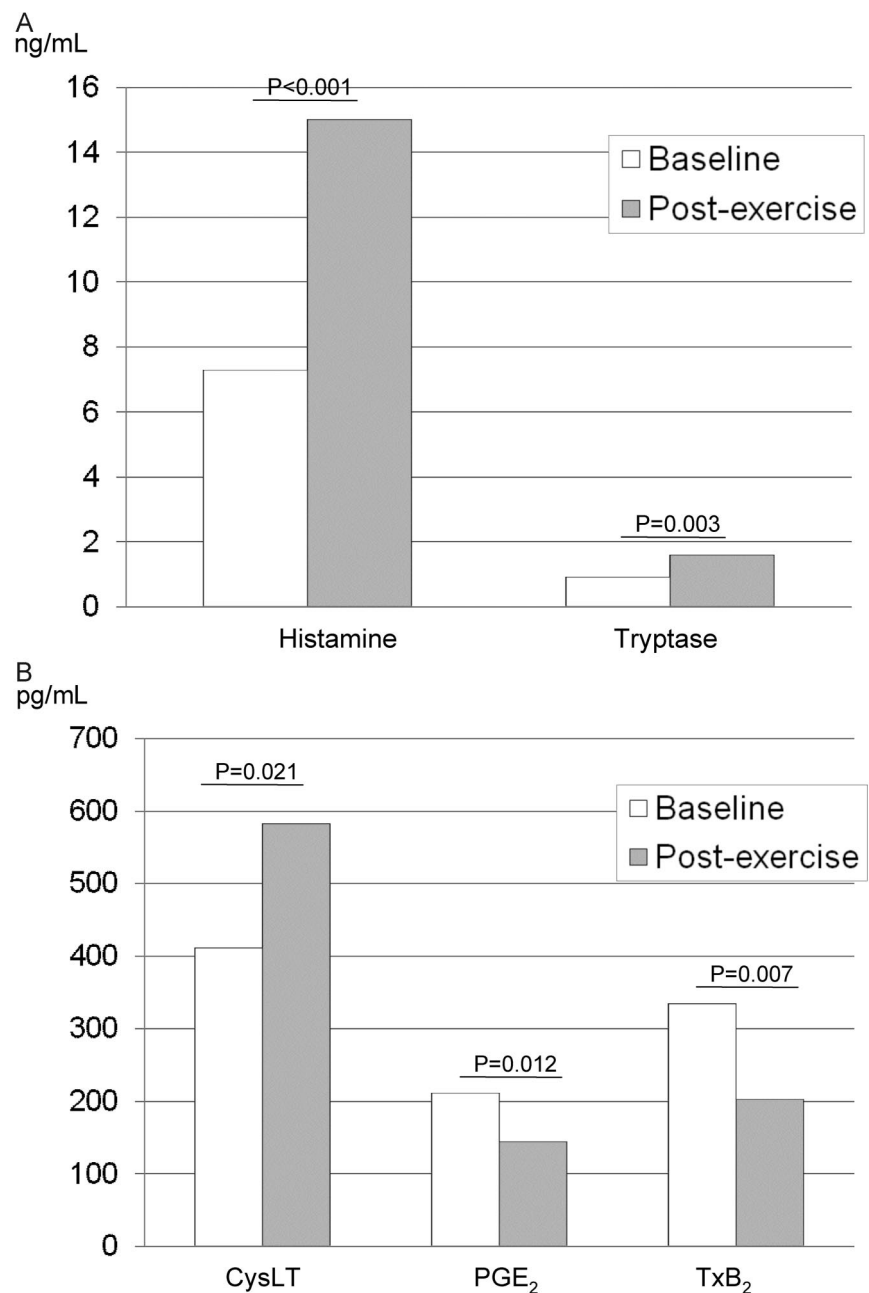 A
ng/mL
P<0.001
16
14
12
10
8
6
4
2
0
Baseline
Post-exercise
P=0.003
Histamine Tryptase
B
pg/mL
700
600
500
400
300
200
100
0
P=0.021
Baseline
Post-exercise
P=0.007
P=0.012
CysLT PGE₂ TxB₂